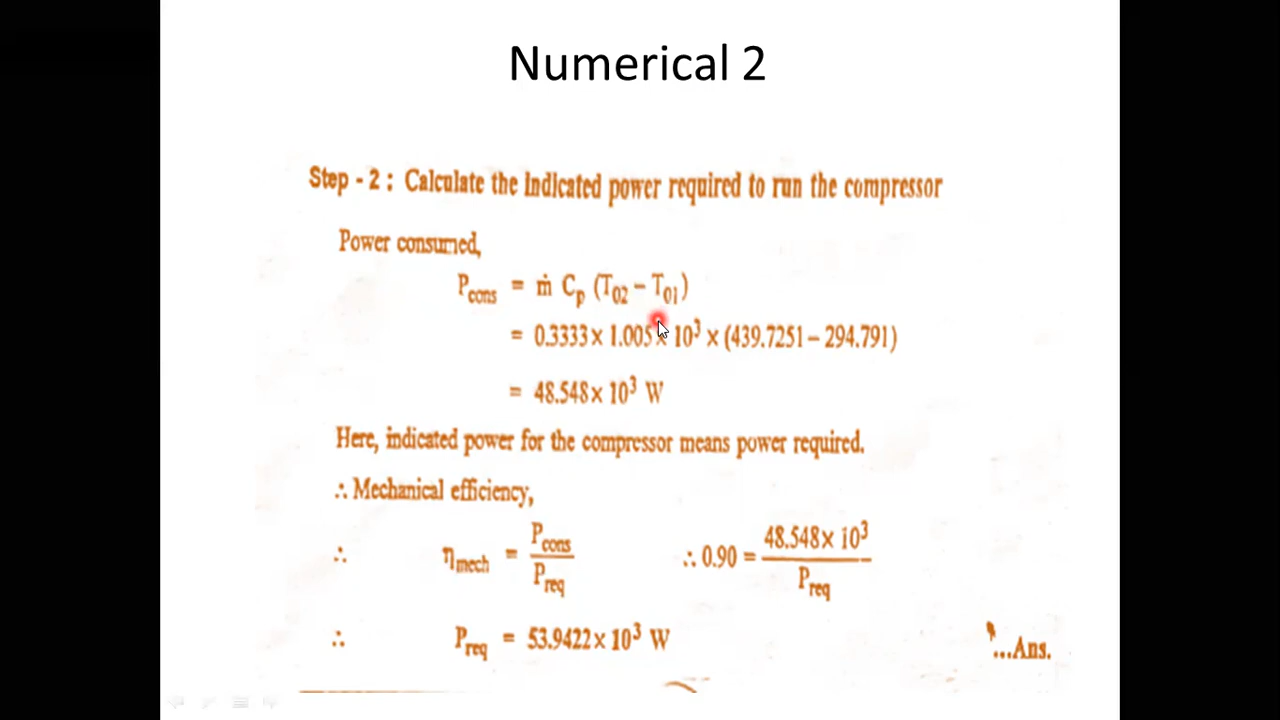 Numerical 2
Step - 2 : Calculate the indicated power required to run the compressor
Power consumed,
P_cons = ṁ C_p (T_02 – T_01)
= 0.3333 × 1.005 × 10³ × (439.7251 – 294.791)
= 48.548 × 10³ W
Here, indicated power for the compressor means power required.
∴ Mechanical efficiency,
∴ η_mech = P_cons / P_req ∴ 0.90 = 48.548 × 10³ / P_req
∴ P_req = 53.9422 × 10³ W ...Ans.